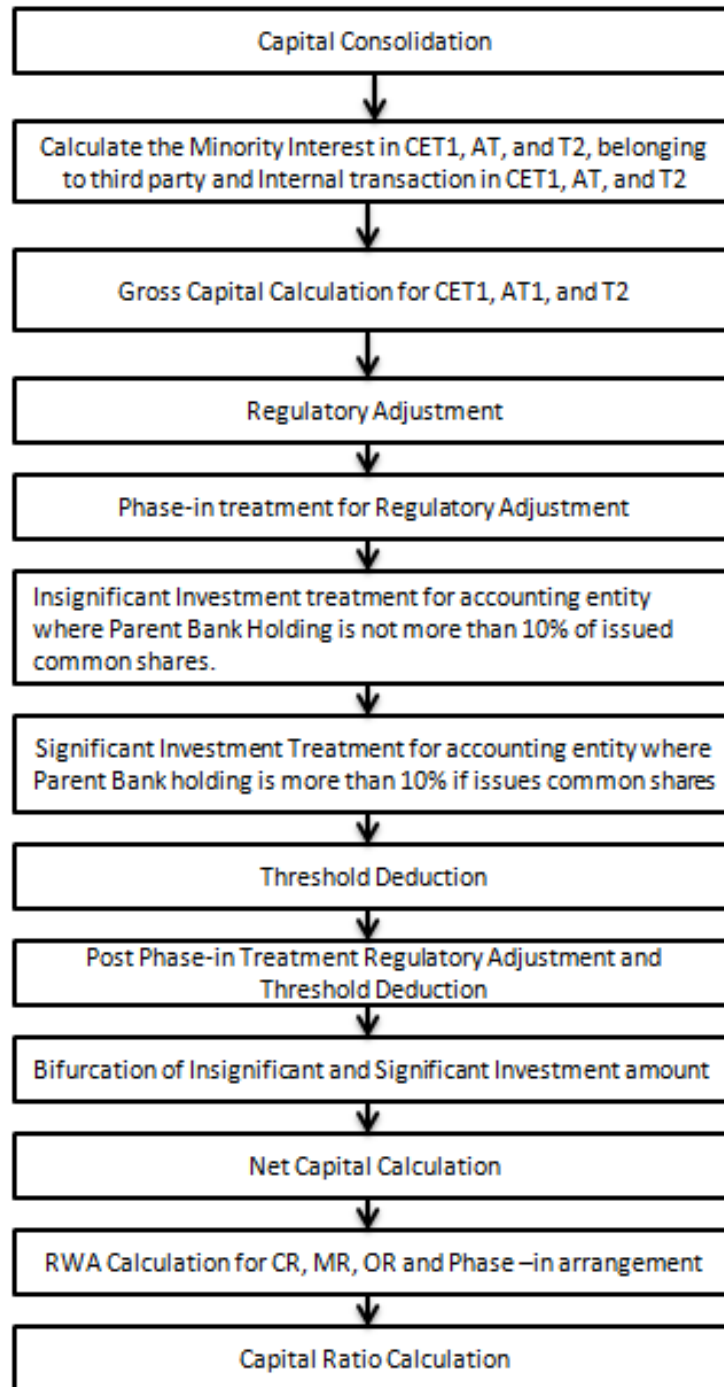 Capital Consolidation
Calculate the Minority Interest in CET1, AT, and T2, belonging
to third party and Internal transaction in CET1, AT, and T2
Gross Capital Calculation for CET1, AT1, and T2
Regulatory Adjustment
Phase-in treatment for Regulatory Adjustment
Insignificant Investment treatment for accounting entity
where Parent Bank Holding is not more than 10% of issued
common shares.
Significant Investment Treatment for accounting entity where
Parent Bank holding is more than 10% if issues common shares
Threshold Deduction
Post Phase-in Treatment Regulatory Adjustment and
Threshold Deduction
Bifurcation of Insignificant and Significant Investment amount
Net Capital Calculation
RWA Calculation for CR, MR, OR and Phase –in arrangement
Capital Ratio Calculation